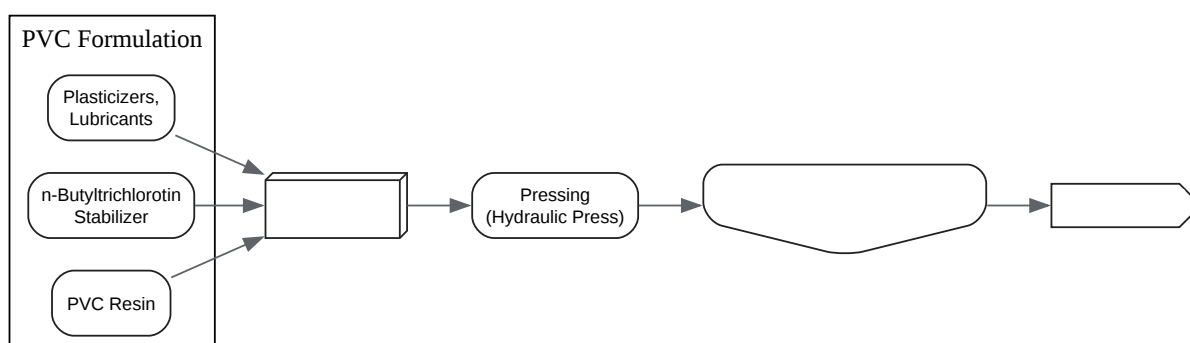 PVC Formulation
Plasticizers,
Lubricants
n-Butyltrichlorotin
Stabilizer
PVC Resin
Pressing
(Hydraulic Press)